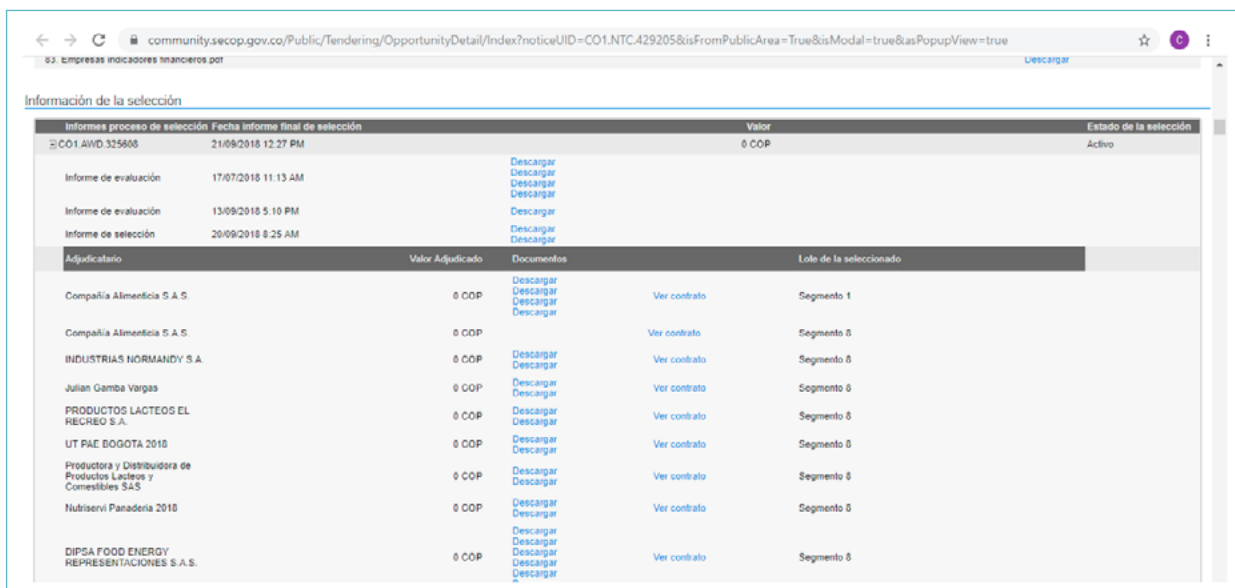 community.secop.gov.co/Public/Tendering/OpportunityDetail/Index?noticeUID=CO1.NTC.429205&isFromPublicArea=True&isModal=true&asPopupView=true C
83. Empresas indicadores financieros.pdf Descargar
Información de la selección
Informes proceso de selección Fecha informe final de selección Valor Estado de la selección
CO1.AWD.325608 21/09/2018 12:27 PM 0 COP Activo
Descargar
Descargar
Informe de evaluación 17/07/2018 11:13 AM
Descargar
Descargar
Informe de evaluación 13/09/2018 5:10 PM Descargar
Descargar
Informe de selección 20/09/2018 8:25 AM
Descargar
Adjudicatario Valor Adjudicado Documentos Lote de la seleccionado
Descargar
Descargar
Compañía Alimenticia S.A.S. 0 COP Ver contrato Segmento 1
Descargar
Descargar
Compañía Alimenticia S.A.S. 0 COP Ver contrato Segmento 8
Descargar
INDUSTRIAS NORMANDY S.A. 0 COP Ver contrato Segmento 8
Descargar
Descargar
Julian Gamba Vargas 0 COP Ver contrato Segmento 8
Descargar
PRODUCTOS LACTEOS EL Descargar
RECREO S.A. 0 COP Descargar Ver contrato Segmento 8
Descargar
UT PAE BOGOTA 2018 0 COP Ver contrato Segmento 8
Descargar
Productora y Distribuidora de
Productos Lacteos y 0 COP Descargar Ver contrato Segmento 8
Comestibles SAS Descargar
Descargar
Nutriservi Panaderia 2018 0 COP Ver contrato Segmento 8
Descargar
Descargar
Descargar
DIPSA FOOD ENERGY 0 COP Descargar Ver contrato Segmento 8
REPRESENTACIONES S.A.S. Descargar
Descargar